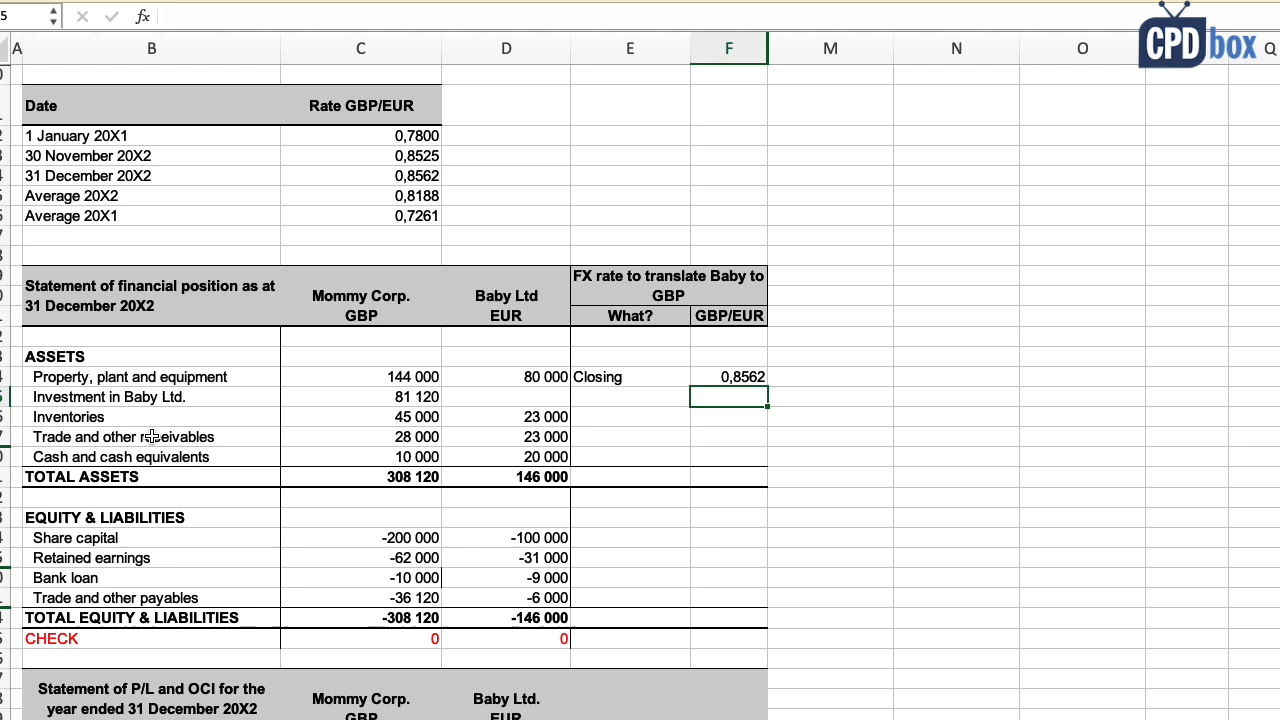 5 fx
CPDbox
A B C D E F M N O Q
Date Rate GBP/EUR
1 January 20X1 0,7800
30 November 20X2 0,8525
31 December 20X2 0,8562
Average 20X2 0,8188
Average 20X1 0,7261
Statement of financial position as at
31 December 20X2
Mommy Corp.
GBP
Baby Ltd
EUR
FX rate to translate Baby to
GBP
What? GBP/EUR
ASSETS
Property, plant and equipment 144 000 80 000 Closing 0,8562
Investment in Baby Ltd. 81 120
Inventories 45 000 23 000
Trade and other receivables 28 000 23 000
Cash and cash equivalents 10 000 20 000
TOTAL ASSETS 308 120 146 000
EQUITY & LIABILITIES
Share capital -200 000 -100 000
Retained earnings -62 000 -31 000
Bank loan -10 000 -9 000
Trade and other payables -36 120 -6 000
TOTAL EQUITY & LIABILITIES -308 120 -146 000
CHECK 0 0
Statement of P/L and OCI for the
year ended 31 December 20X2
Mommy Corp.
GBP
Baby Ltd.
EUR